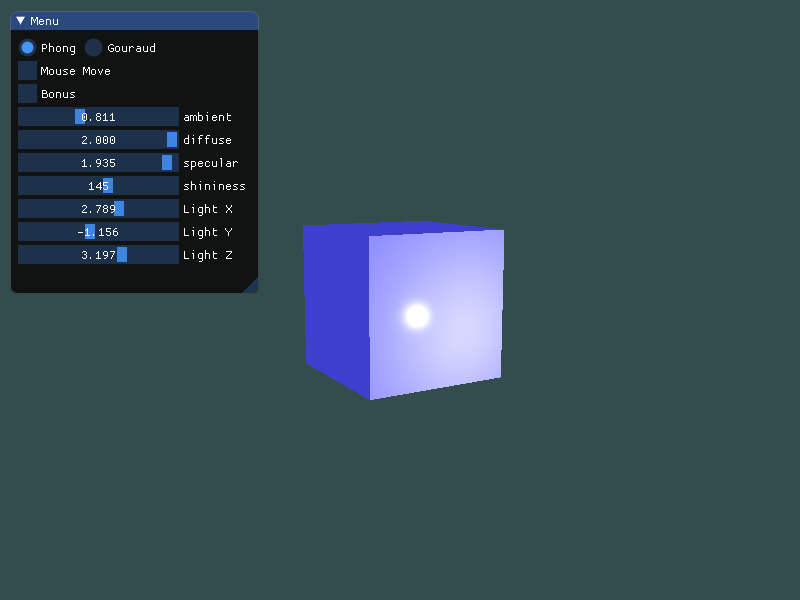 Menu
Phong Gouraud
Mouse Move
Bonus
0.811 ambient
2.000 diffuse
1.935 specular
145 shininess
2.789 Light X
-1.156 Light Y
3.197 Light Z